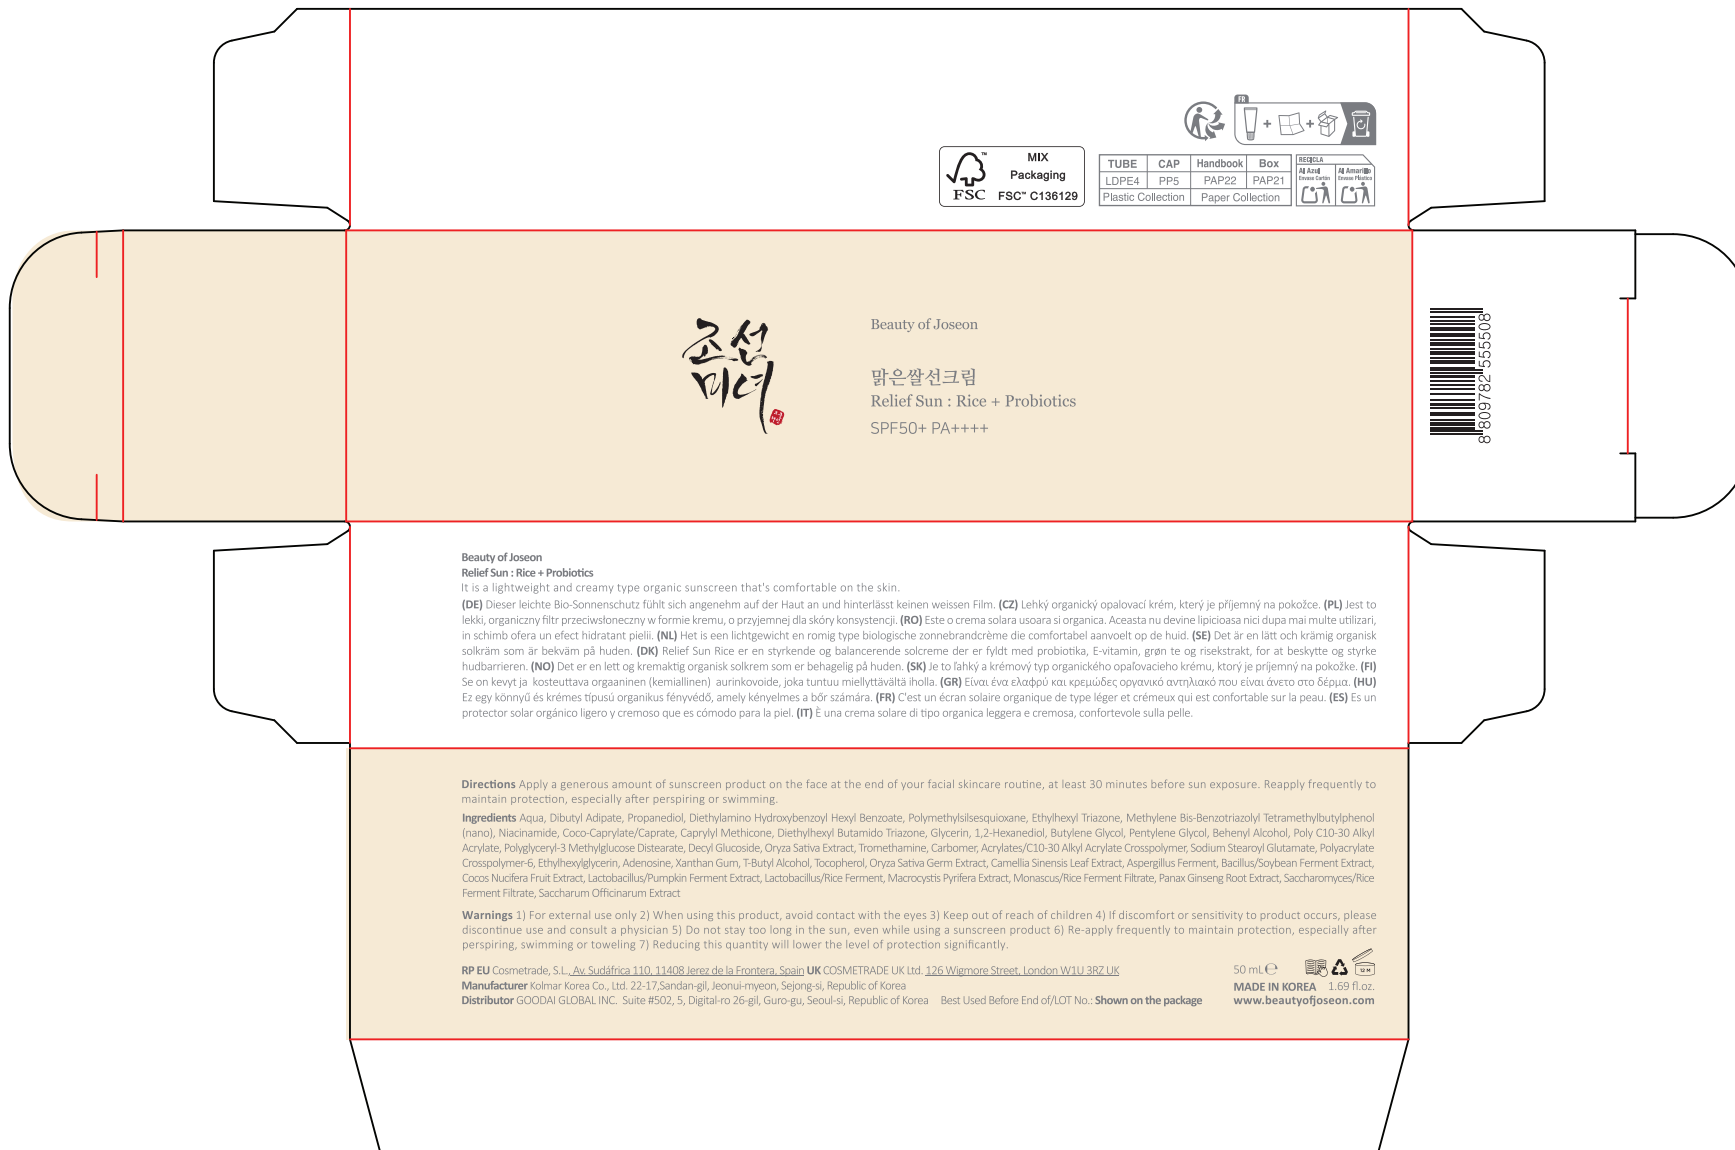 FR
MIX
Packaging
FSC™ C136129
FSC
TUBE CAP Handbook Box
LDPE4 PP5 PAP22 PAP21
Plastic Collection Paper Collection
RECICLA
Al Azul Al Amarillo
Envase Cartón Envase Plástico
조선
미녀
Beauty of Joseon
맑은쌀선크림
Relief Sun : Rice + Probiotics
SPF50+ PA++++
8 809782 555508
Beauty of Joseon
Relief Sun : Rice + Probiotics
It is a lightweight and creamy type organic sunscreen that's comfortable on the skin.
(DE) Dieser leichte Bio-Sonnenschutz fühlt sich angenehm auf der Haut an und hinterlässt keinen weissen Film. (CZ) Lehký organický opalovací krém, který je příjemný na pokožce. (PL) Jest to
lekki, organiczny filtr przeciwsłoneczny w formie kremu, o przyjemnej dla skóry konsystencji. (RO) Este o crema solara usoara si organica. Aceasta nu devine lipicioasa nici dupa mai multe utilizari,
in schimb ofera un efect hidratant pielii. (NL) Het is een lichtgewicht en romig type biologische zonnebrandcrème die comfortabel aanvoelt op de huid. (SE) Det är en lätt och krämig organisk
solkräm som är bekväm på huden. (DK) Relief Sun Rice er en styrkende og balancerende solcreme der er fyldt med probiotika, E-vitamin, grøn te og risekstrakt, for at beskytte og styrke
hudbarrieren. (NO) Det er en lett og kremaktig organisk solkrem som er behagelig på huden. (SK) Je to ľahký a krémový typ organického opaľovacieho krému, ktorý je príjemný na pokožke. (FI)
Se on kevyt ja kosteuttava orgaaninen (kemiallinen) aurinkovoide, joka tuntuu miellyttävältä iholla. (GR) Είναι ένα ελαφρύ και κρεμώδες οργανικό αντηλιακό που είναι άνετο στο δέρμα. (HU)
Ez egy könnyű és krémes típusú organikus fényvédő, amely kényelmes a bőr számára. (FR) C'est un écran solaire organique de type léger et crémeux qui est confortable sur la peau. (ES) Es un
protector solar orgánico ligero y cremoso que es cómodo para la piel. (IT) È una crema solare di tipo organica leggera e cremosa, confortevole sulla pelle.
Directions Apply a generous amount of sunscreen product on the face at the end of your facial skincare routine, at least 30 minutes before sun exposure. Reapply frequently to
maintain protection, especially after perspiring or swimming.
Ingredients Aqua, Dibutyl Adipate, Propanediol, Diethylamino Hydroxybenzoyl Hexyl Benzoate, Polymethylsilsesquioxane, Ethylhexyl Triazone, Methylene Bis-Benzotriazolyl Tetramethylbutylphenol
(nano), Niacinamide, Coco-Caprylate/Caprate, Caprylyl Methicone, Diethylhexyl Butamido Triazone, Glycerin, 1,2-Hexanediol, Butylene Glycol, Pentylene Glycol, Behenyl Alcohol, Poly C10-30 Alkyl
Acrylate, Polyglyceryl-3 Methylglucose Distearate, Decyl Glucoside, Oryza Sativa Extract, Tromethamine, Carbomer, Acrylates/C10-30 Alkyl Acrylate Crosspolymer, Sodium Stearoyl Glutamate, Polyacrylate
Crosspolymer-6, Ethylhexylglycerin, Adenosine, Xanthan Gum, T-Butyl Alcohol, Tocopherol, Oryza Sativa Germ Extract, Camellia Sinensis Leaf Extract, Aspergillus Ferment, Bacillus/Soybean Ferment Extract,
Cocos Nucifera Fruit Extract, Lactobacillus/Pumpkin Ferment Extract, Lactobacillus/Rice Ferment, Macrocystis Pyrifera Extract, Monascus/Rice Ferment Filtrate, Panax Ginseng Root Extract, Saccharomyces/Rice
Ferment Filtrate, Saccharum Officinarum Extract
Warnings 1) For external use only 2) When using this product, avoid contact with the eyes 3) Keep out of reach of children 4) If discomfort or sensitivity to product occurs, please
discontinue use and consult a physician 5) Do not stay too long in the sun, even while using a sunscreen product 6) Re-apply frequently to maintain protection, especially after
perspiring, swimming or toweling 7) Reducing this quantity will lower the level of protection significantly.
RP EU Cosmetrade, S.L., Av. Sudáfrica 110, 11408 Jerez de la Frontera, Spain UK COSMETRADE UK Ltd. 126 Wigmore Street, London W1U 3RZ UK
Manufacturer Kolmar Korea Co., Ltd. 22-17,Sandan-gil, Jeonui-myeon, Sejong-si, Republic of Korea
Distributor GOODAI GLOBAL INC. Suite #502, 5, Digital-ro 26-gil, Guro-gu, Seoul-si, Republic of Korea Best Used Before End of/LOT No.: Shown on the package
50 mL℮ 12 M
MADE IN KOREA 1.69 fl.oz.
www.beautyofjoseon.com